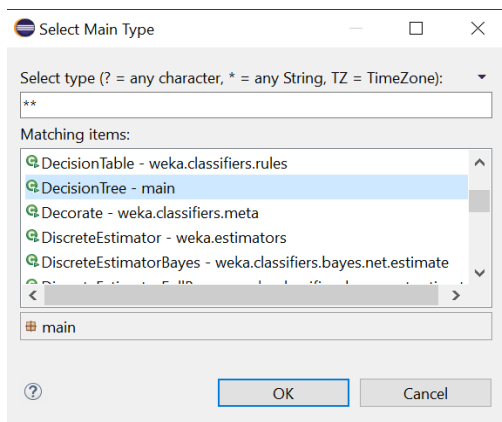 Select Main Type
Select type (? = any character, * = any String, TZ = TimeZone):
**
Matching items:
DecisionTable - weka.classifiers.rules
DecisionTree - main
Decorate - weka.classifiers.meta
DiscreteEstimator - weka.estimators
DiscreteEstimatorBayes - weka.classifiers.bayes.net.estimate
main
OK
Cancel